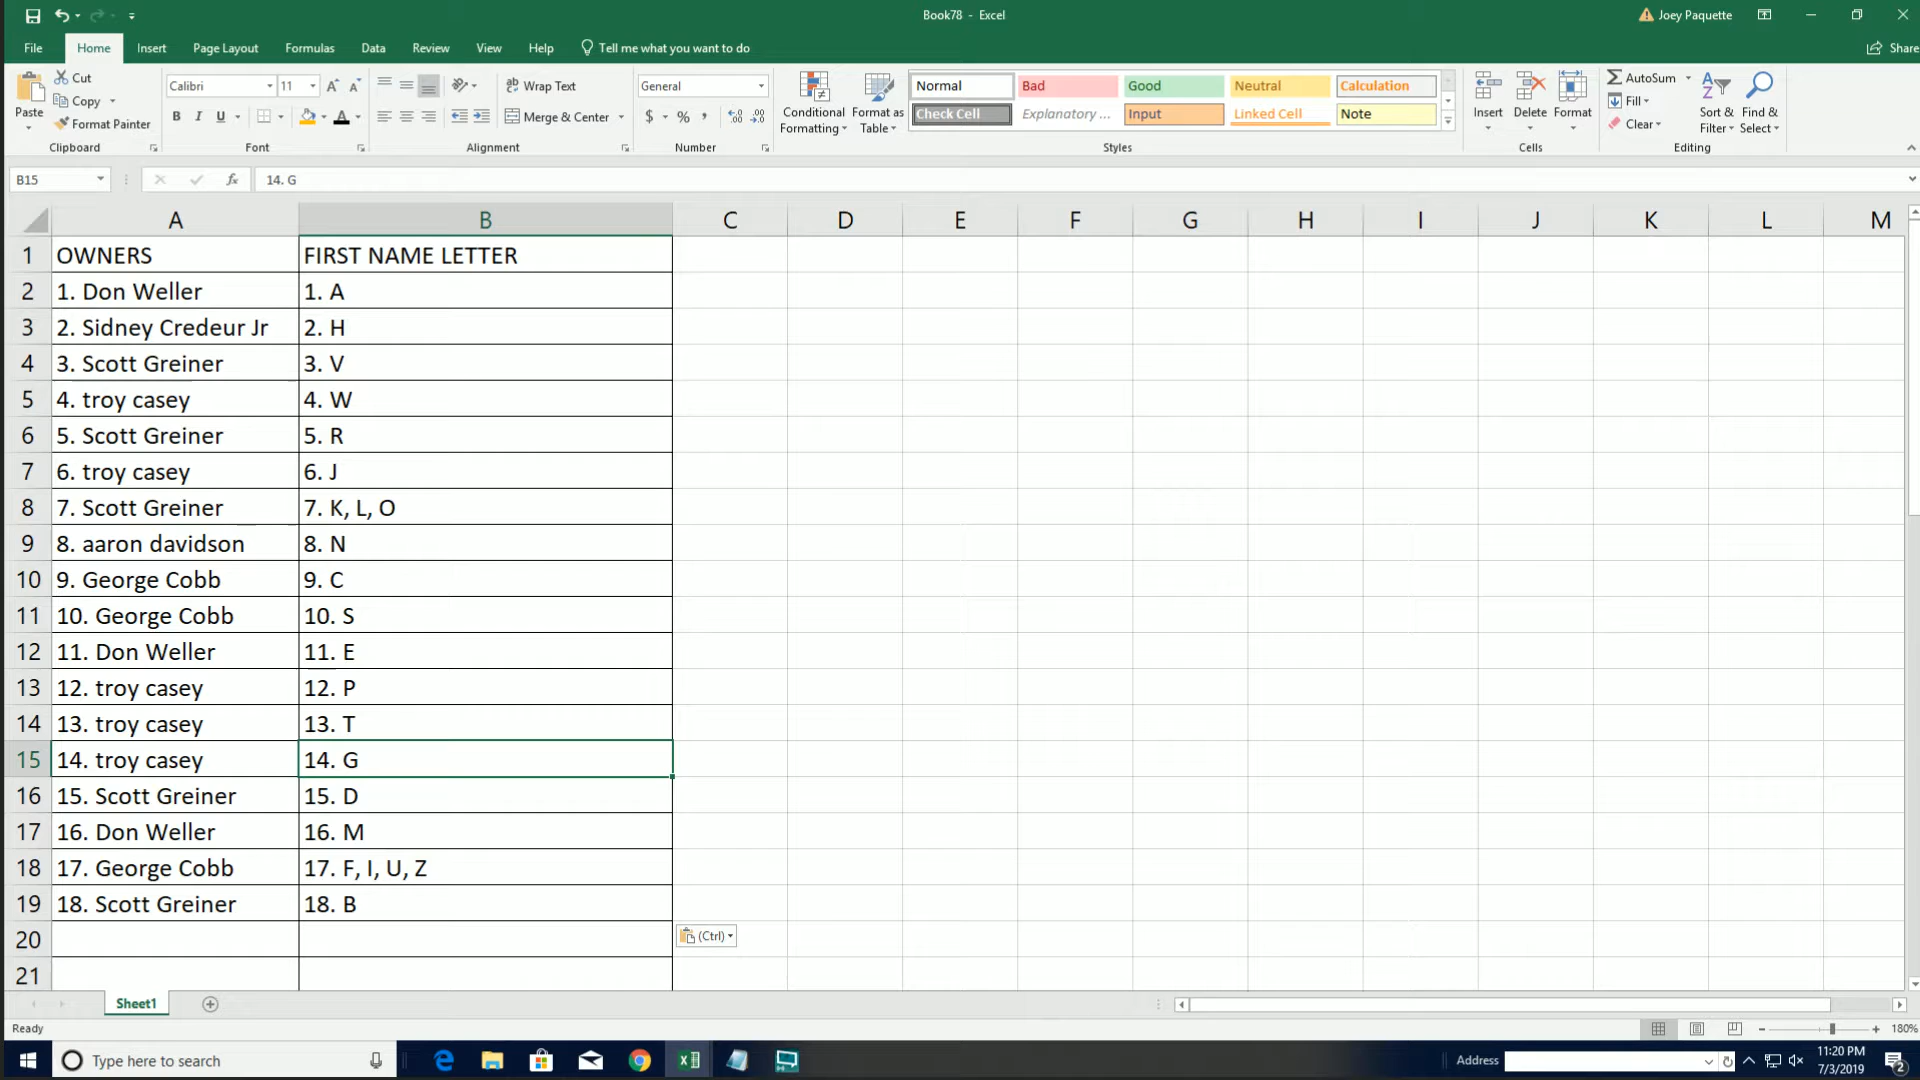 Book78 - Excel
Joey Paquette
File Home Insert Page Layout Formulas Data Review View Help Tell me what you want to do
Share
Paste
Cut
Copy
Format Painter
Clipboard
Calibri 11
B I U
Font
Wrap Text
Merge & Center
Alignment
General
$ % ,
Number
Conditional Formatting
Format as Table
Normal Bad Good Neutral Calculation
Check Cell Explanatory ... Input Linked Cell Note
Styles
Insert Delete Format
Cells
AutoSum
Fill
Clear
Sort & Filter
Find & Select
Editing
B15 fx 14. G
A B C D E F G H I J K L M
1 OWNERS FIRST NAME LETTER
2 1. Don Weller 1. A
3 2. Sidney Credeur Jr 2. H
4 3. Scott Greiner 3. V
5 4. troy casey 4. W
6 5. Scott Greiner 5. R
7 6. troy casey 6. J
8 7. Scott Greiner 7. K, L, O
9 8. aaron davidson 8. N
10 9. George Cobb 9. C
11 10. George Cobb 10. S
12 11. Don Weller 11. E
13 12. troy casey 12. P
14 13. troy casey 13. T
15 14. troy casey 14. G
16 15. Scott Greiner 15. D
17 16. Don Weller 16. M
18 17. George Cobb 17. F, I, U, Z
19 18. Scott Greiner 18. B
20
(Ctrl)
21
Sheet1
Ready
180%
Type here to search
Address
11:20 PM
7/3/2019
2